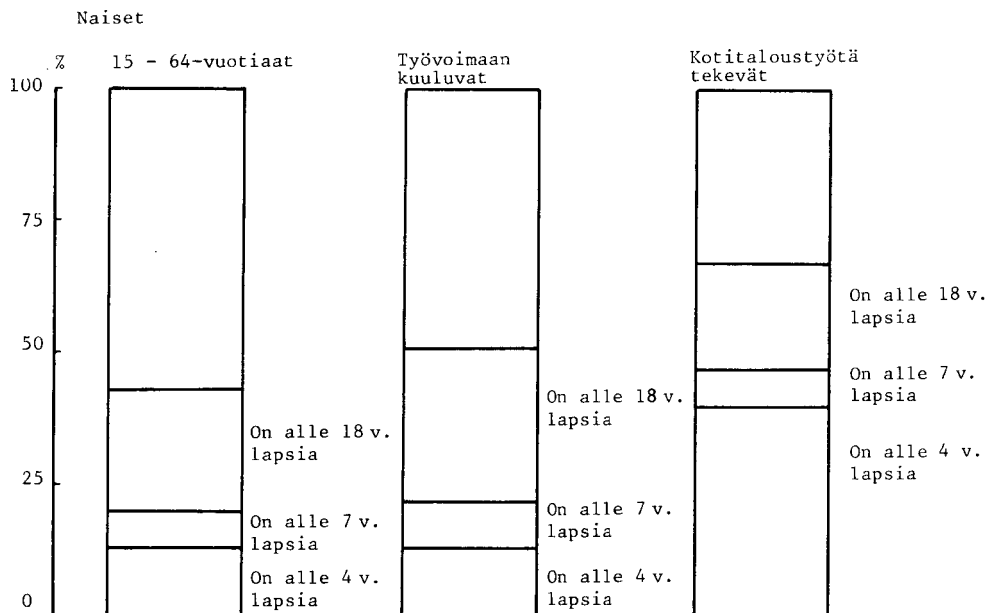 Naiset
%
15 - 64-vuotiaat
Työvoimaan
kuuluvat
Kotitaloustyötä
tekevät
100
75
50
25
0
On alle 18 v.
lapsia
On alle 7 v.
lapsia
On alle 4 v.
lapsia
On alle 18 v.
lapsia
On alle 7 v.
lapsia
On alle 4 v.
lapsia
On alle 18 v.
lapsia
On alle 7 v.
lapsia
On alle 4 v.
lapsia